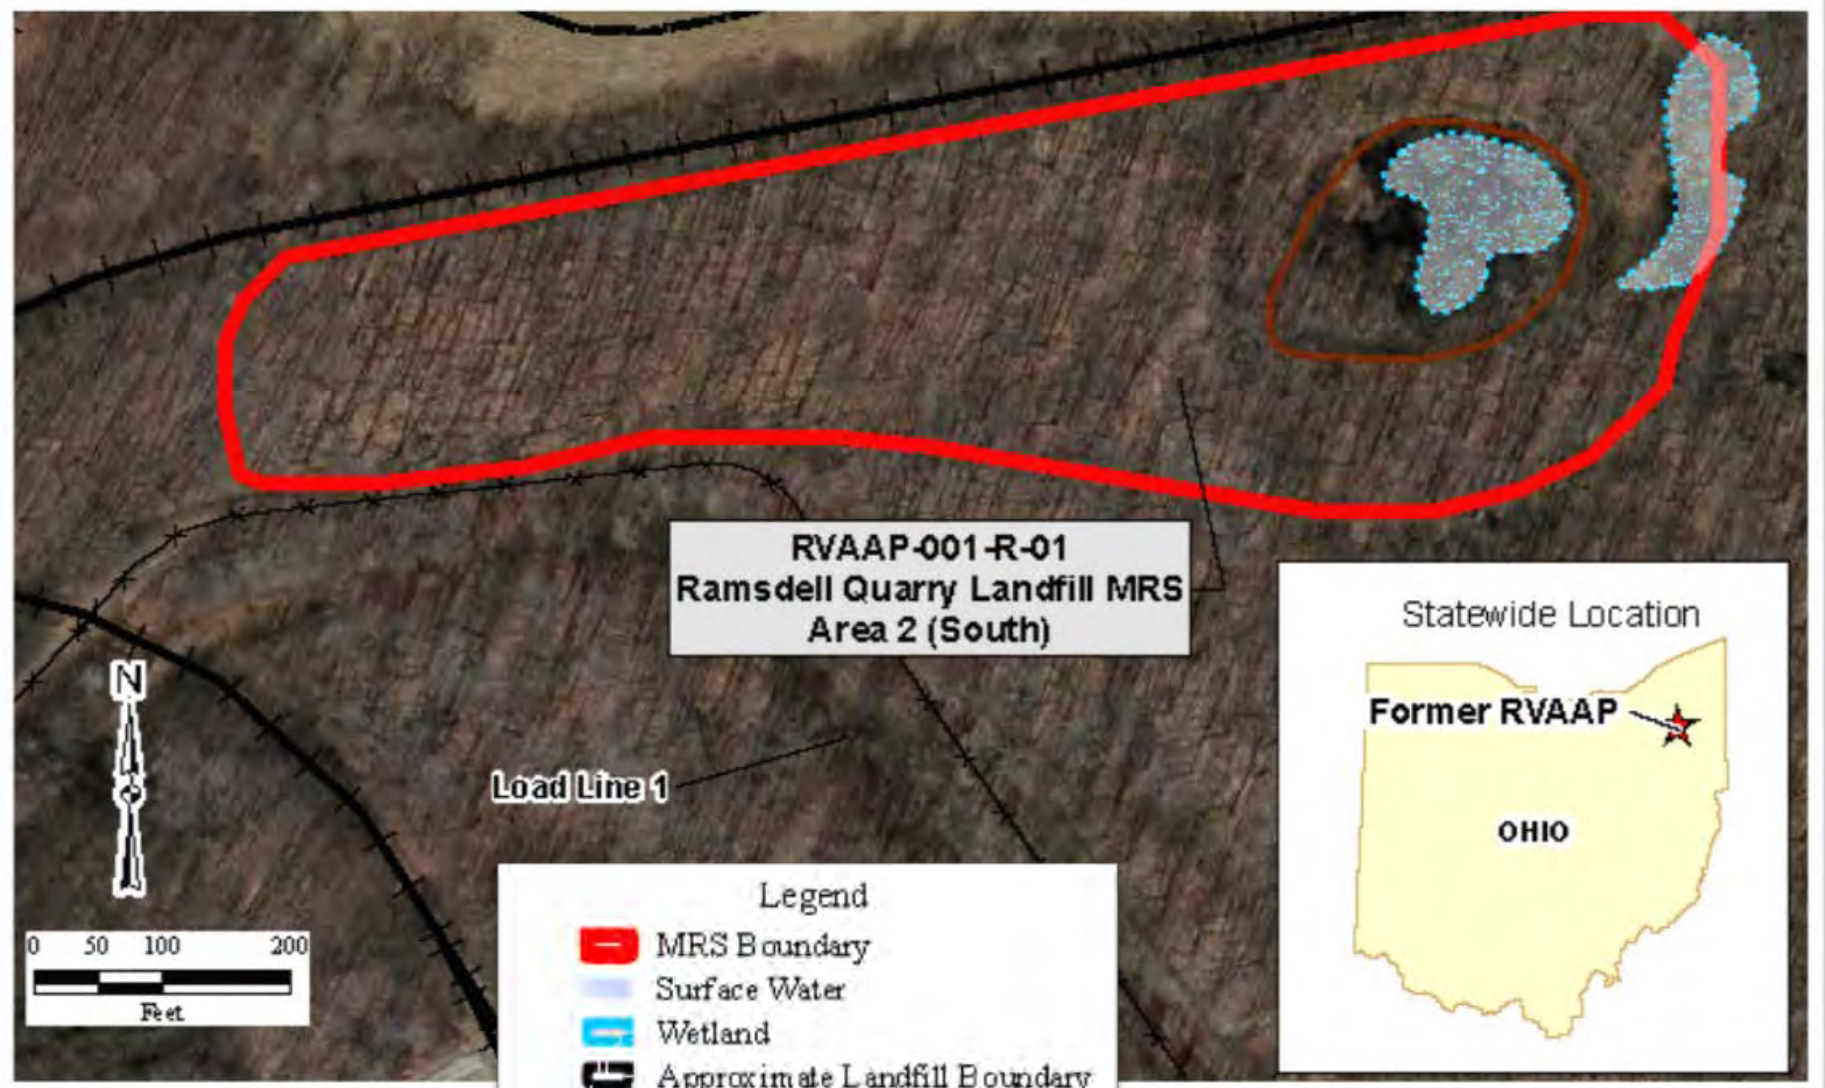 RVAAP-001-R-01
Ramsdell Quarry Landfill MRS
Area 2 (South)
Statewide Location
Former RVAAP
OHIO
N
Load Line 1
0 50 100 200
Feet
Legend
MRS Boundary
Surface Water
Wetland
Approximate Landfill Boundary